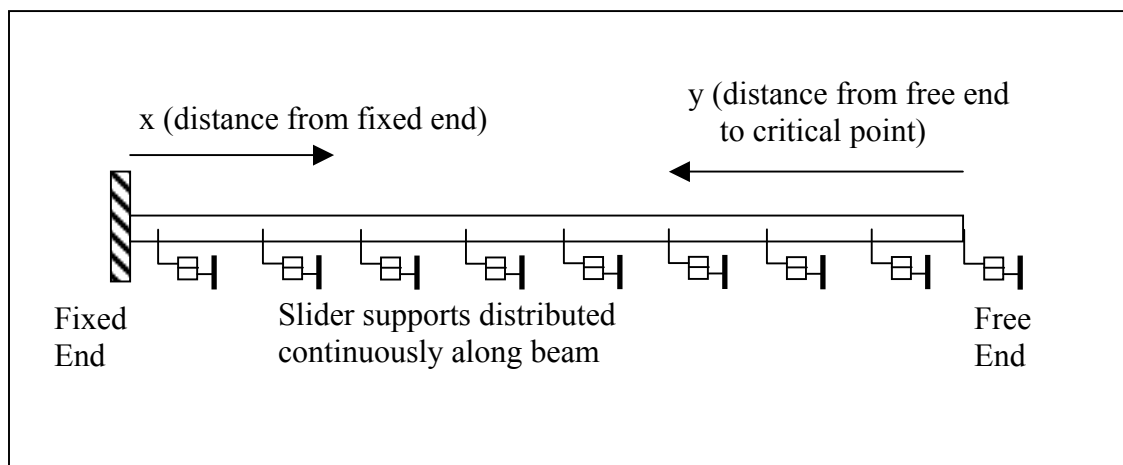 x (distance from fixed end)
y (distance from free end
to critical point)
Fixed
End
Slider supports distributed
continuously along beam
Free
End